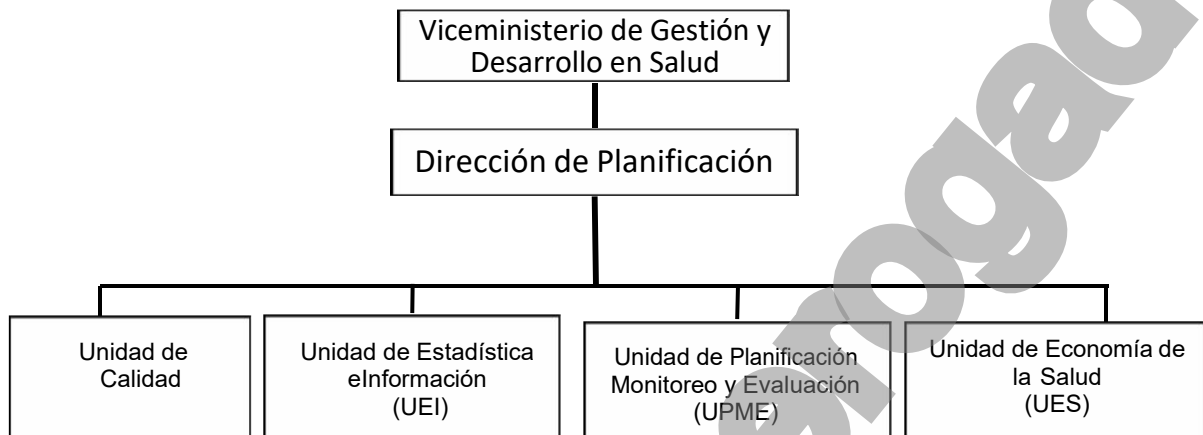 Viceministerio de Gestión y
Desarrollo en Salud
Dirección de Planificación
Unidad de
Calidad
Unidad de Estadística
eInformación
(UEI)
Unidad de Planificación
Monitoreo y Evaluación
(UPME)
Unidad de Economía de
la Salud
(UES)
erogad